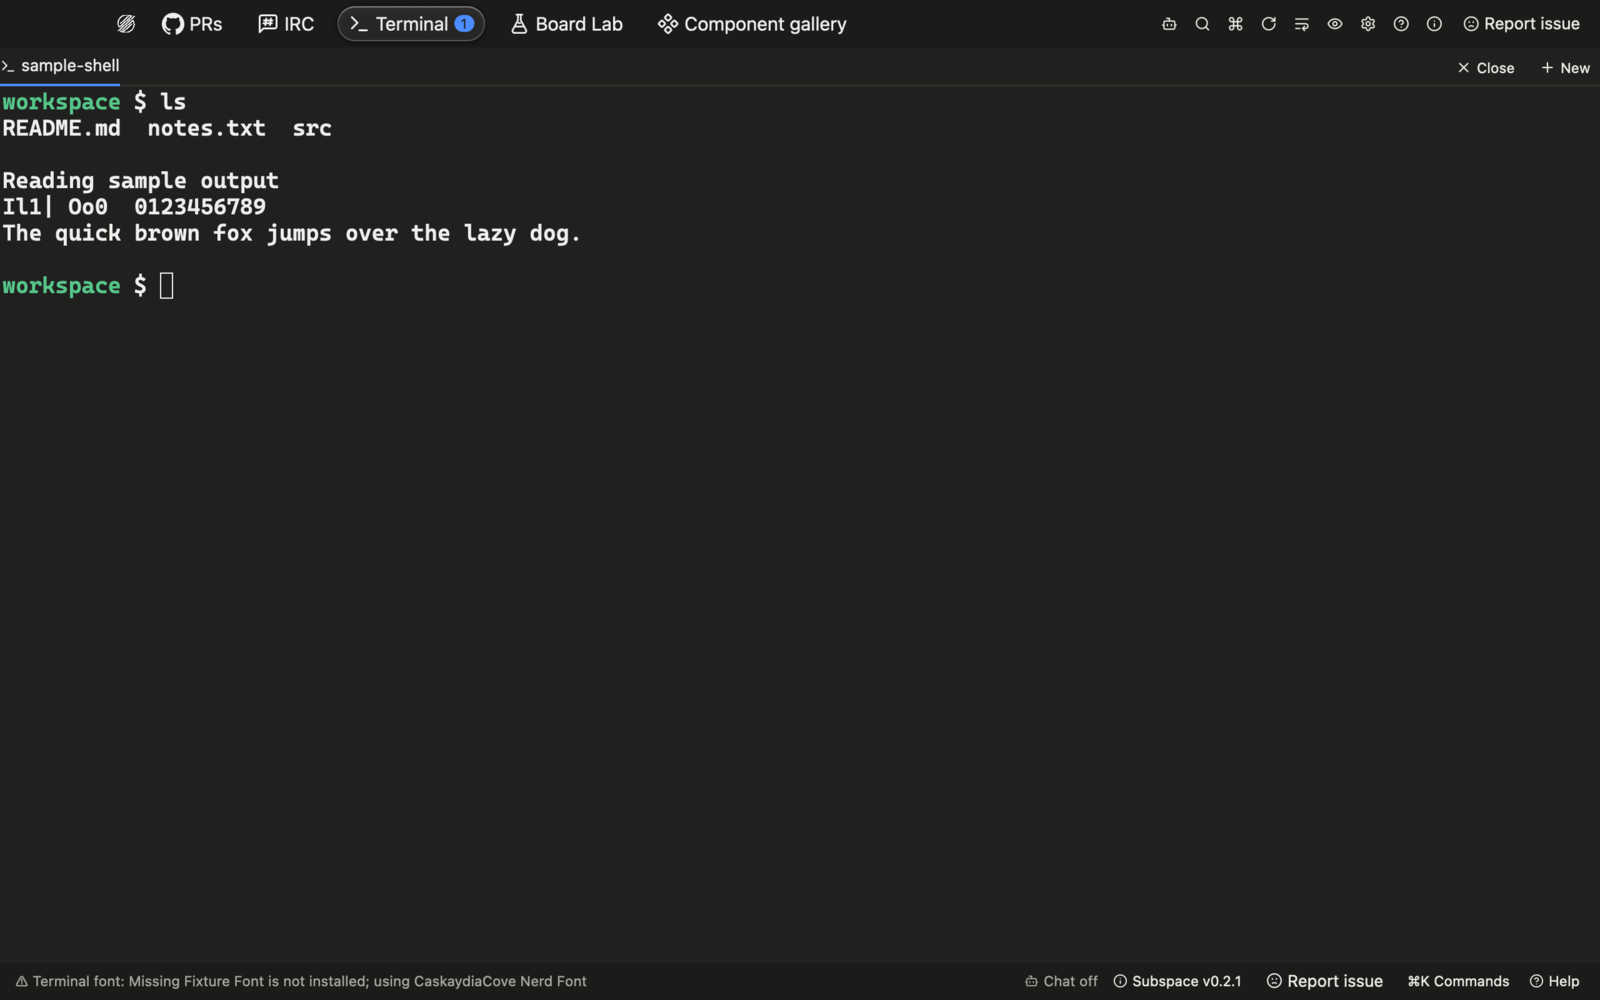 PRs IRC >_ Terminal 1 Board Lab Component gallery ⌘ Report issue
>_ sample-shell × Close + New
workspace $ ls
README.md  notes.txt  src
Reading sample output
Il1| Oo0  0123456789
The quick brown fox jumps over the lazy dog.
workspace $
Terminal font: Missing Fixture Font is not installed; using CaskaydiaCove Nerd Font Chat off Subspace v0.2.1 Report issue ⌘K Commands Help